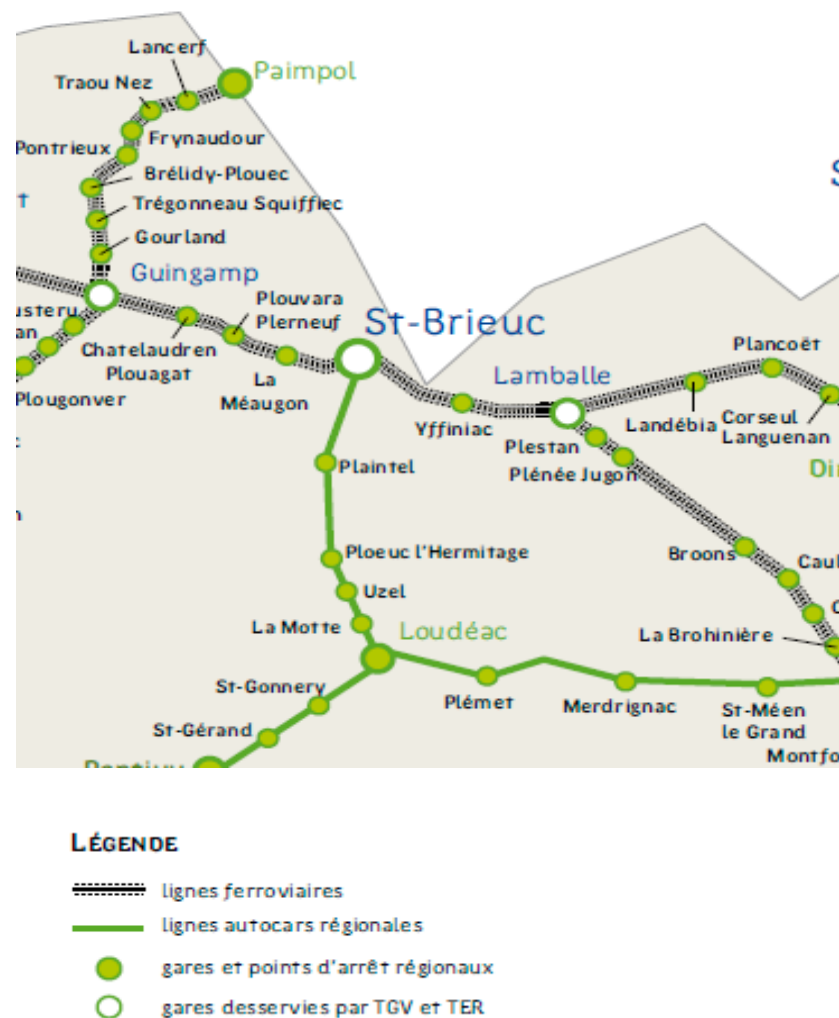 Lancerf
Paimpol
Traou Nez
Frynaudour
Pontrieux
Brélidy-Plouec
Trégonneau Squiffiec
Gourland
Guingamp
Plouvara
Plerneuf
St-Brieuc
Chatelaudren
Plouagat
La
Méaugon
Plougonver
Lamballe
Plancoët
Yffiniac
Landébia
Corseul
Languenan
Plestan
Plénée Jugon
Plaintel
Broons
Ploeuc l'Hermitage
Uzel
La Motte
Loudéac
La Brohinière
St-Gonnery
Plémet
Merdrignac
St-Méen
le Grand
St-Gérand
LÉGENDE
lignes ferroviaires
lignes autocars régionales
gares et points d'arrêt régionaux
gares desservies par TGV et TER